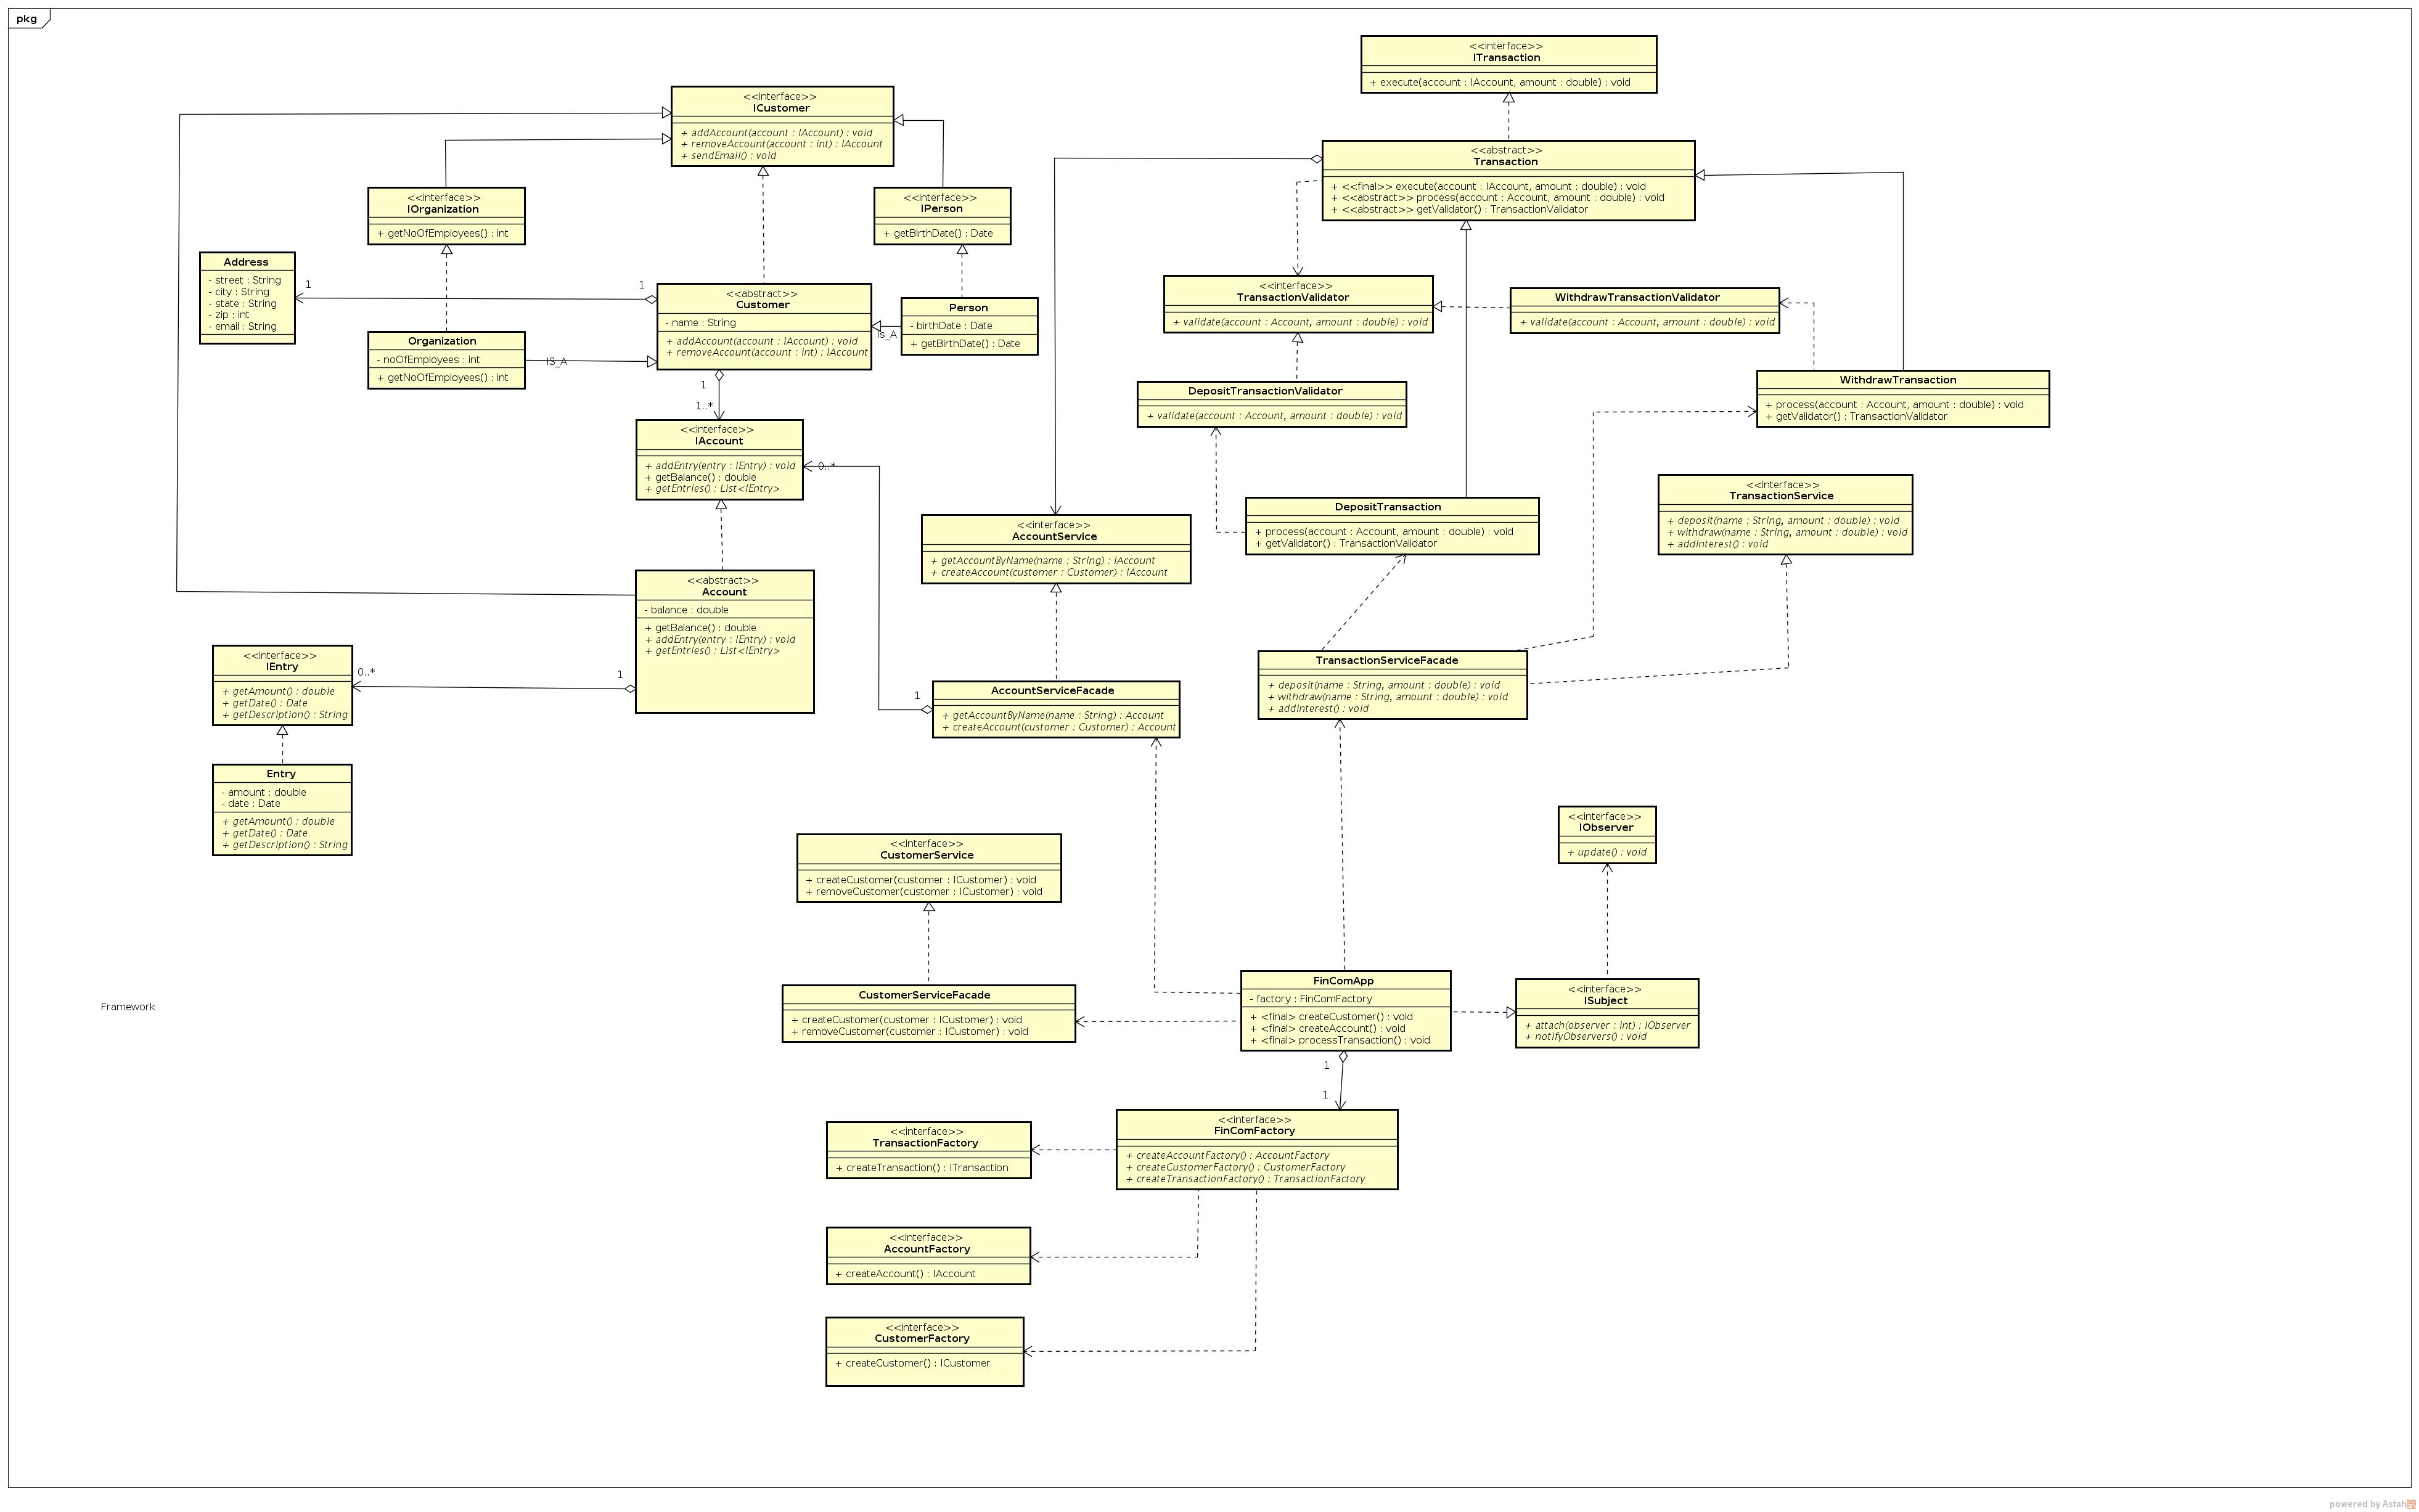 pkg
<<interface>>
ITransaction
+ execute(account : IAccount, amount : double) : void
<<interface>>
ICustomer
+ addAccount(account : IAccount) : void
+ removeAccount(account : int) : IAccount
+ sendEmail() : void
<<abstract>>
Transaction
+ <<final>> execute(account : IAccount, amount : double) : void
+ <<abstract>> process(account : Account, amount : double) : void
+ <<abstract>> getValidator() : TransactionValidator
<<interface>>
IOrganization
+ getNoOfEmployees() : int
<<interface>>
IPerson
+ getBirthDate() : Date
Address
- street : String
- city : String
- state : String
- zip : int
- email : String
1
1
<<abstract>>
Customer
- name : String
+ addAccount(account : IAccount) : void
+ removeAccount(account : int) : IAccount
Person
- birthDate : Date
+ getBirthDate() : Date
Is_A
Organization
- noOfEmployees : int
+ getNoOfEmployees() : int
IS_A
1
1..*
<<interface>>
TransactionValidator
+ validate(account : Account, amount : double) : void
WithdrawTransactionValidator
+ validate(account : Account, amount : double) : void
DepositTransactionValidator
+ validate(account : Account, amount : double) : void
WithdrawTransaction
+ process(account : Account, amount : double) : void
+ getValidator() : TransactionValidator
<<interface>>
IAccount
+ addEntry(entry : IEntry) : void
+ getBalance() : double
+ getEntries() : List<IEntry>
0..*
<<interface>>
AccountService
+ getAccountByName(name : String) : IAccount
+ createAccount(customer : Customer) : IAccount
DepositTransaction
+ process(account : Account, amount : double) : void
+ getValidator() : TransactionValidator
<<interface>>
TransactionService
+ deposit(name : String, amount : double) : void
+ withdraw(name : String, amount : double) : void
+ addInterest() : void
<<abstract>>
Account
- balance : double
+ getBalance() : double
+ addEntry(entry : IEntry) : void
+ getEntries() : List<IEntry>
<<interface>>
IEntry
+ getAmount() : double
+ getDate() : Date
+ getDescription() : String
0..*
1
1
AccountServiceFacade
+ getAccountByName(name : String) : Account
+ createAccount(customer : Customer) : Account
TransactionServiceFacade
+ deposit(name : String, amount : double) : void
+ withdraw(name : String, amount : double) : void
+ addInterest() : void
Entry
- amount : double
- date : Date
+ getAmount() : double
+ getDate() : Date
+ getDescription() : String
<<interface>>
CustomerService
+ createCustomer(customer : ICustomer) : void
+ removeCustomer(customer : ICustomer) : void
<<interface>>
IObserver
+ update() : void
Framework
CustomerServiceFacade
+ createCustomer(customer : ICustomer) : void
+ removeCustomer(customer : ICustomer) : void
FinComApp
- factory : FinComFactory
+ <final> createCustomer() : void
+ <final> createAccount() : void
+ <final> processTransaction() : void
<<interface>>
ISubject
+ attach(observer : int) : IObserver
+ notifyObservers() : void
1
1
<<interface>>
FinComFactory
+ createAccountFactory() : AccountFactory
+ createCustomerFactory() : CustomerFactory
+ createTransactionFactory() : TransactionFactory
<<interface>>
TransactionFactory
+ createTransaction() : ITransaction
<<interface>>
AccountFactory
+ createAccount() : IAccount
<<interface>>
CustomerFactory
+ createCustomer() : ICustomer
powered by Astah